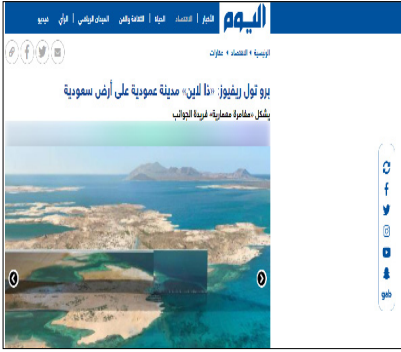 اليوم
الأخبار | الاقتصاد | الحياة | الثقافة والفن | الميدان الرياضي | الرأي | فيديو
الرئيسية › الاقتصاد › عقارات
برو تول ريفيوز: «ذا لاين» مدينة عمودية على أرض سعودية
يشكل «مغامرة معمارية» فريدة الجوانب